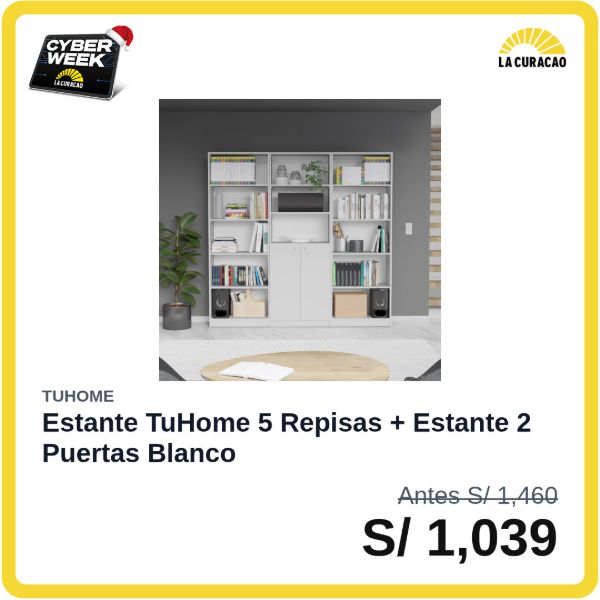 CYBER
WEEK
LA CURACAO
LA CURACAO
TUHOME
Estante TuHome 5 Repisas + Estante 2
Puertas Blanco
Antes S/ 1,460
S/ 1,039